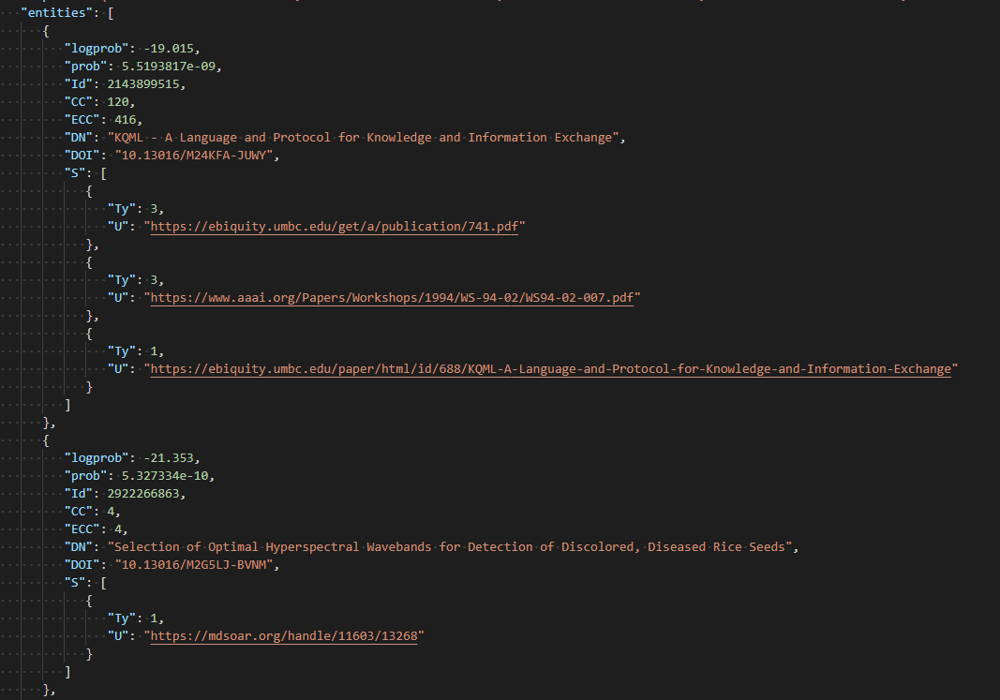 "entities": [
{
"logprob": -19.015,
"prob": 5.5193817e-09,
"Id": 2143899515,
"CC": 120,
"ECC": 416,
"DN": "KQML - A Language and Protocol for Knowledge and Information Exchange",
"DOI": "10.13016/M24KFA-JUWY",
"S": [
{
"Ty": 3,
"U": "https://ebiquity.umbc.edu/get/a/publication/741.pdf"
},
{
"Ty": 3,
"U": "https://www.aaai.org/Papers/Workshops/1994/WS-94-02/WS94-02-007.pdf"
},
{
"Ty": 1,
"U": "https://ebiquity.umbc.edu/paper/html/id/688/KQML-A-Language-and-Protocol-for-Knowledge-and-Information-Exchange"
}
]
},
{
"logprob": -21.353,
"prob": 5.327334e-10,
"Id": 2922266863,
"CC": 4,
"ECC": 4,
"DN": "Selection of Optimal Hyperspectral Wavebands for Detection of Discolored, Diseased Rice Seeds",
"DOI": "10.13016/M2G5LJ-BVNM",
"S": [
{
"Ty": 1,
"U": "https://mdsoar.org/handle/11603/13268"
}
]
},